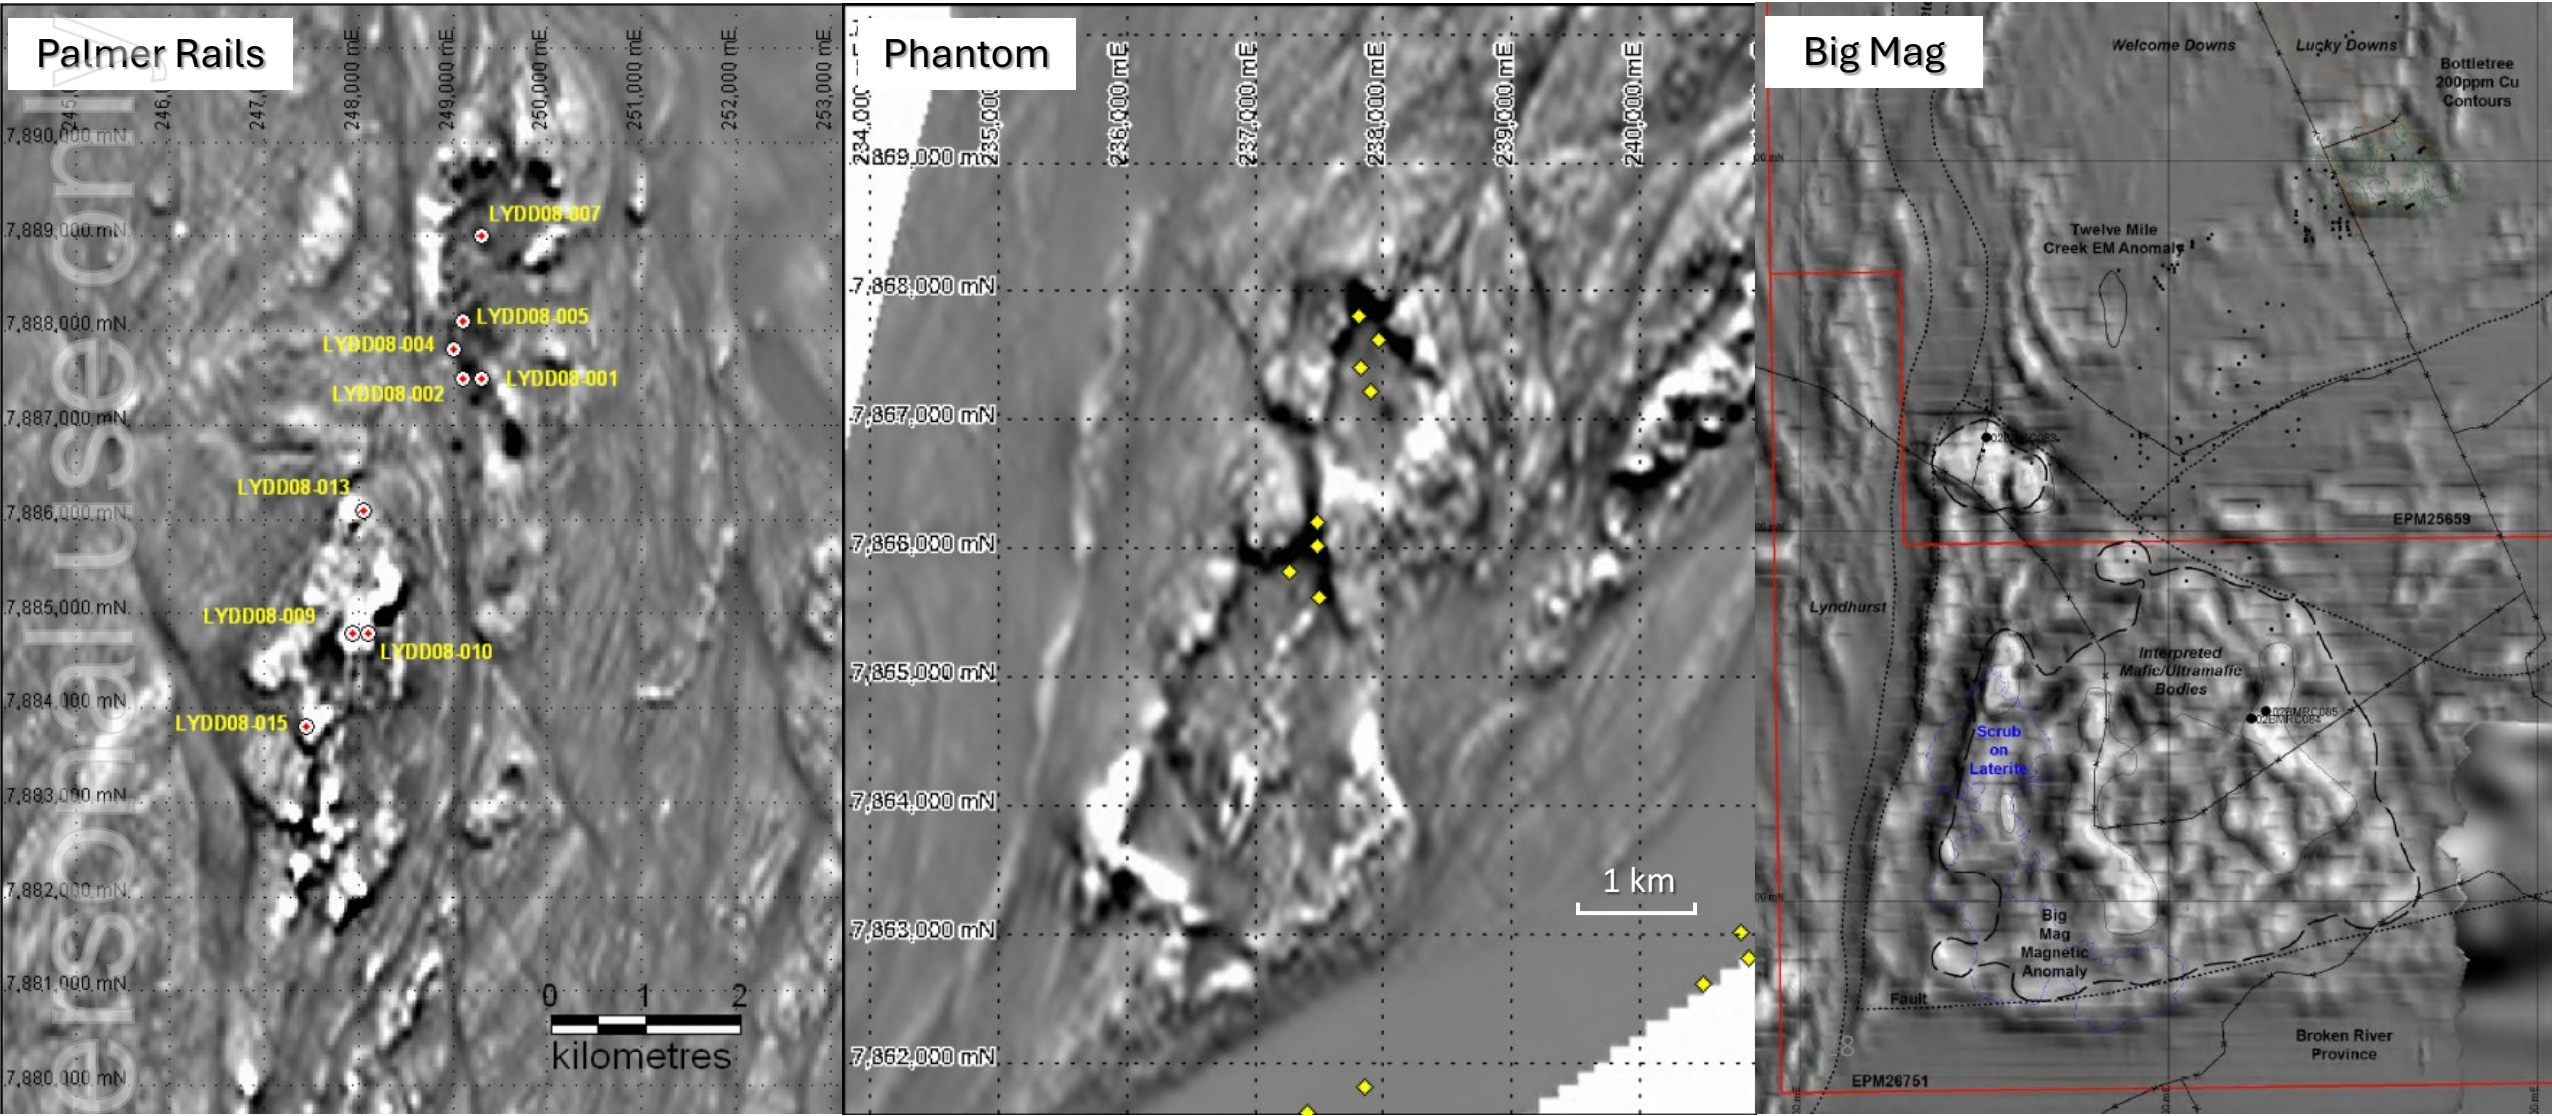 Palmer Rails
248,000 mE
249,000 mE
250,000 mE
251,000 mE
252,000 mE
253,000 mE
7,890,000 mN
7,889,000 mN
7,888,000 mN
7,887,000 mN
7,886,000 mN
7,885,000 mN
7,884,000 mN
7,883,000 mN
7,882,000 mN
7,881,000 mN
7,880,000 mN
LYDD08-007
LYDD08-005
LYDD08-004
LYDD08-001
LYDD08-002
LYDD08-013
LYDD08-009
LYDD08-010
LYDD08-015
0 1 2
kilometres
ersonal use only
Phantom
236,000 mE
237,000 mE
238,000 mE
239,000 mE
240,000 mE
7,868,000 mN
7,867,000 mN
7,866,000 mN
7,865,000 mN
7,864,000 mN
7,863,000 mN
7,862,000 mN
1 km
Big Mag
Welcome Downs
Lucky Downs
Bottletree
200ppm Cu
Contours
Twelve Mile
Creek EM Anomaly
EPM25659
Lyndhurst
Interpreted
Mafic/Ultramafic
Bodies
02BMRC085
Scrub
on
Laterite
Big
Mag
Magnetic
Anomaly
Fault
Broken River
Province
EPM26751